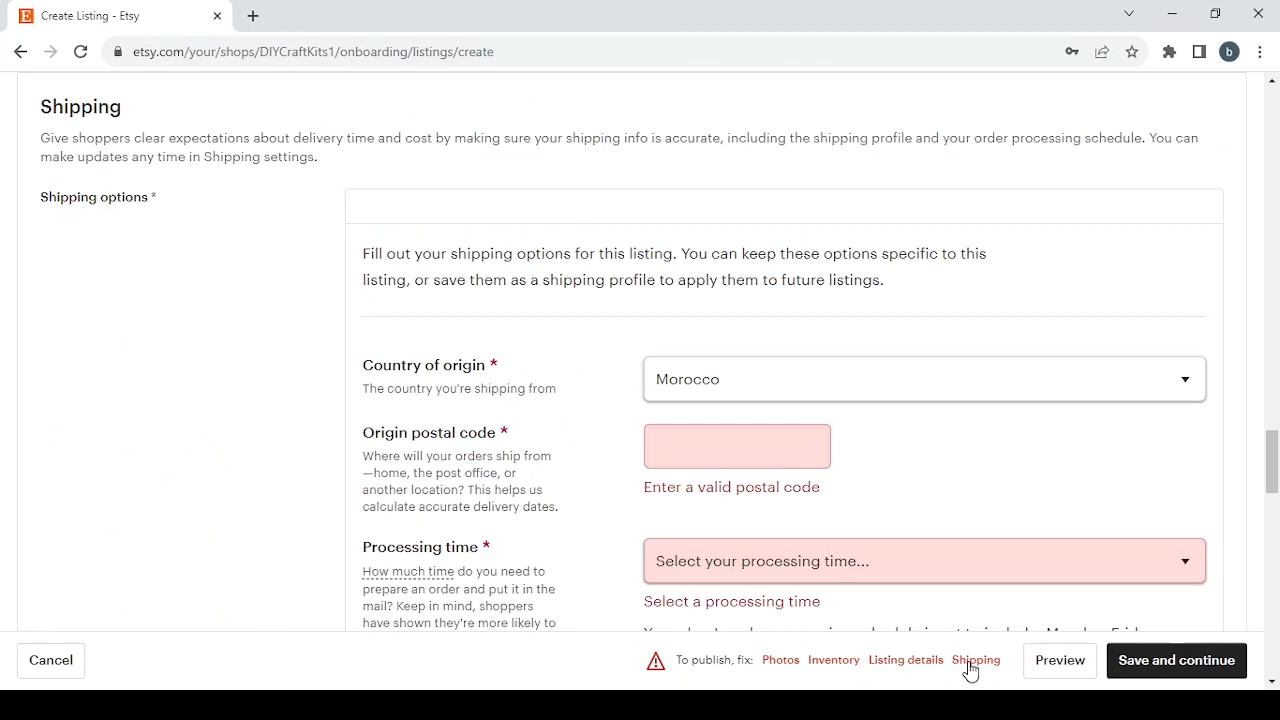 Create Listing - Etsy
etsy.com/your/shops/DIYCraftKits1/onboarding/listings/create
b
Shipping
Give shoppers clear expectations about delivery time and cost by making sure your shipping info is accurate, including the shipping profile and your order processing schedule. You can
make updates any time in Shipping settings.
Shipping options *
Fill out your shipping options for this listing. You can keep these options specific to this
listing, or save them as a shipping profile to apply them to future listings.
Country of origin *
The country you're shipping from
Morocco
Origin postal code *
Where will your orders ship from
—home, the post office, or
another location? This helps us
calculate accurate delivery dates.
Enter a valid postal code
Processing time *
How much time do you need to
prepare an order and put it in the
mail? Keep in mind, shoppers
have shown they're more likely to
Select your processing time...
Select a processing time
Cancel
To publish, fix: Photos Inventory Listing details Shipping
Preview
Save and continue